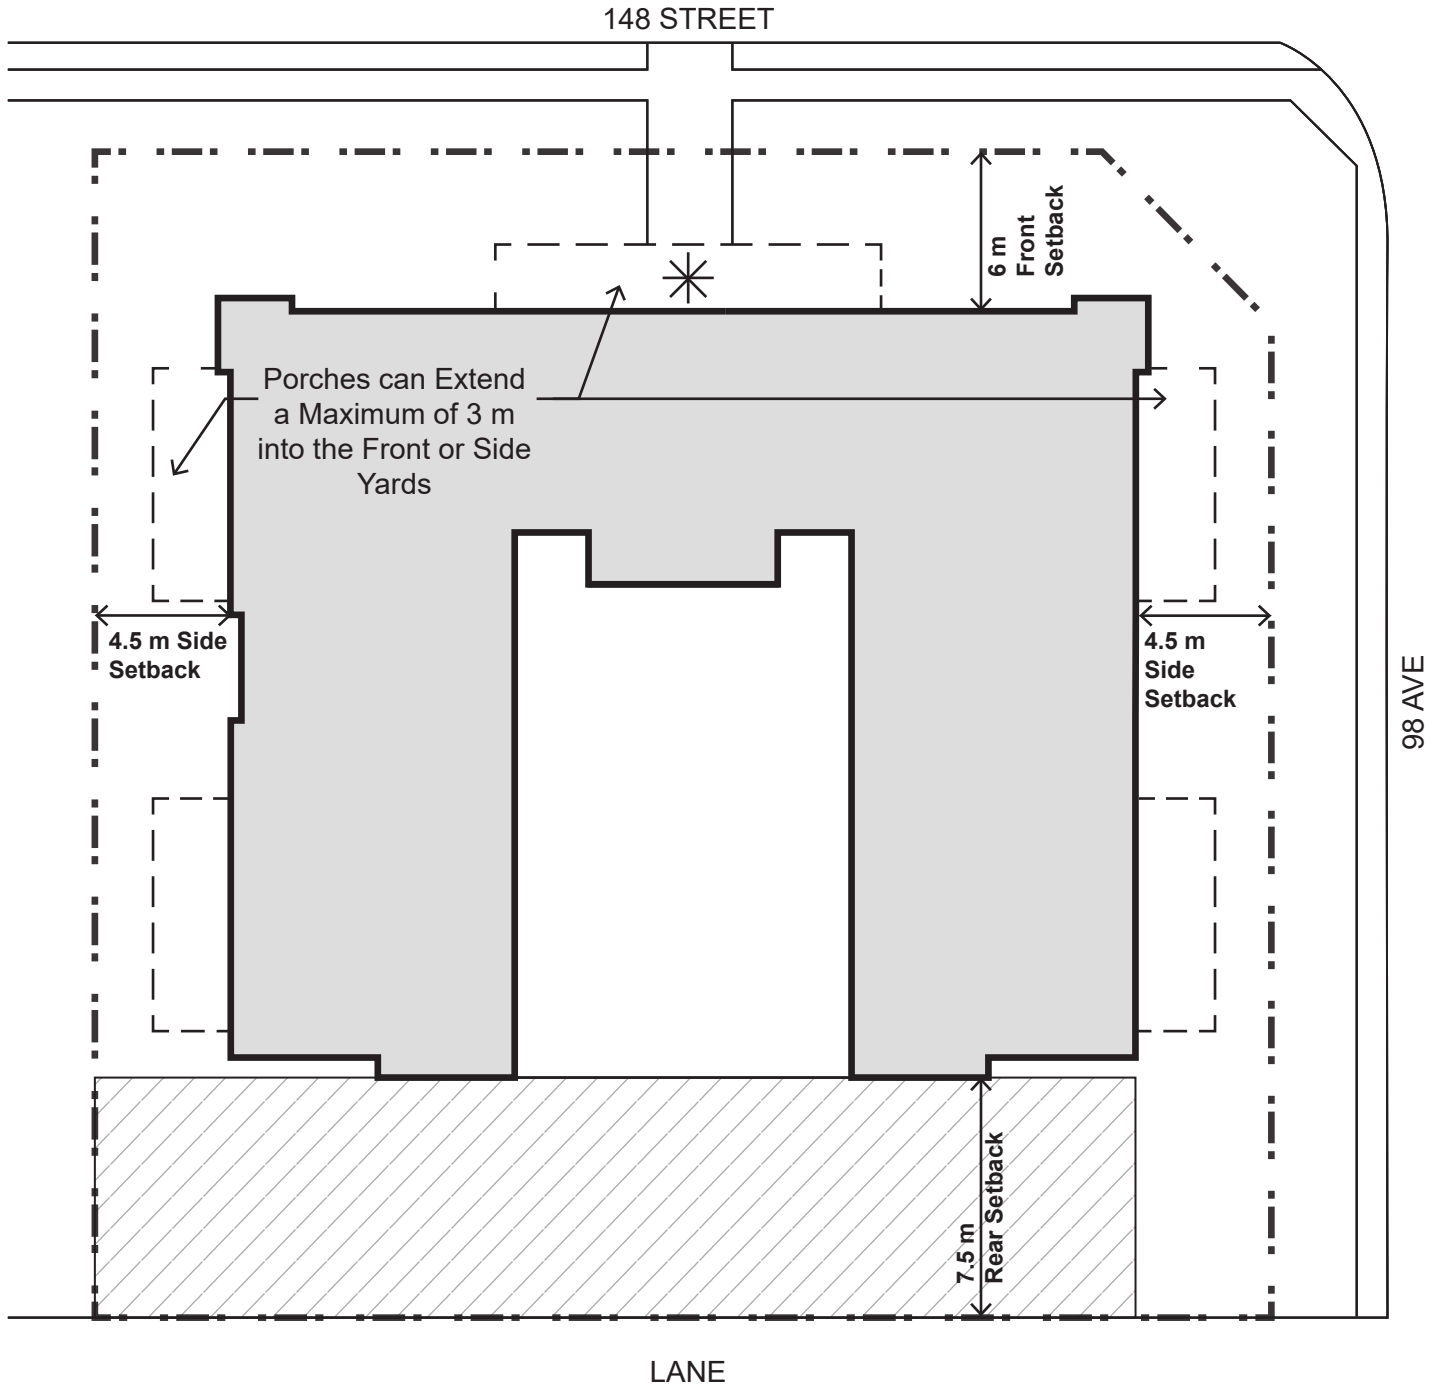 148 STREET
6 m
Front
Setback
Porches can Extend
a Maximum of 3 m
into the Front or Side
Yards
4.5 m Side
Setback
4.5 m
Side
Setback
98 AVE
7.5 m
Rear Setback
LANE